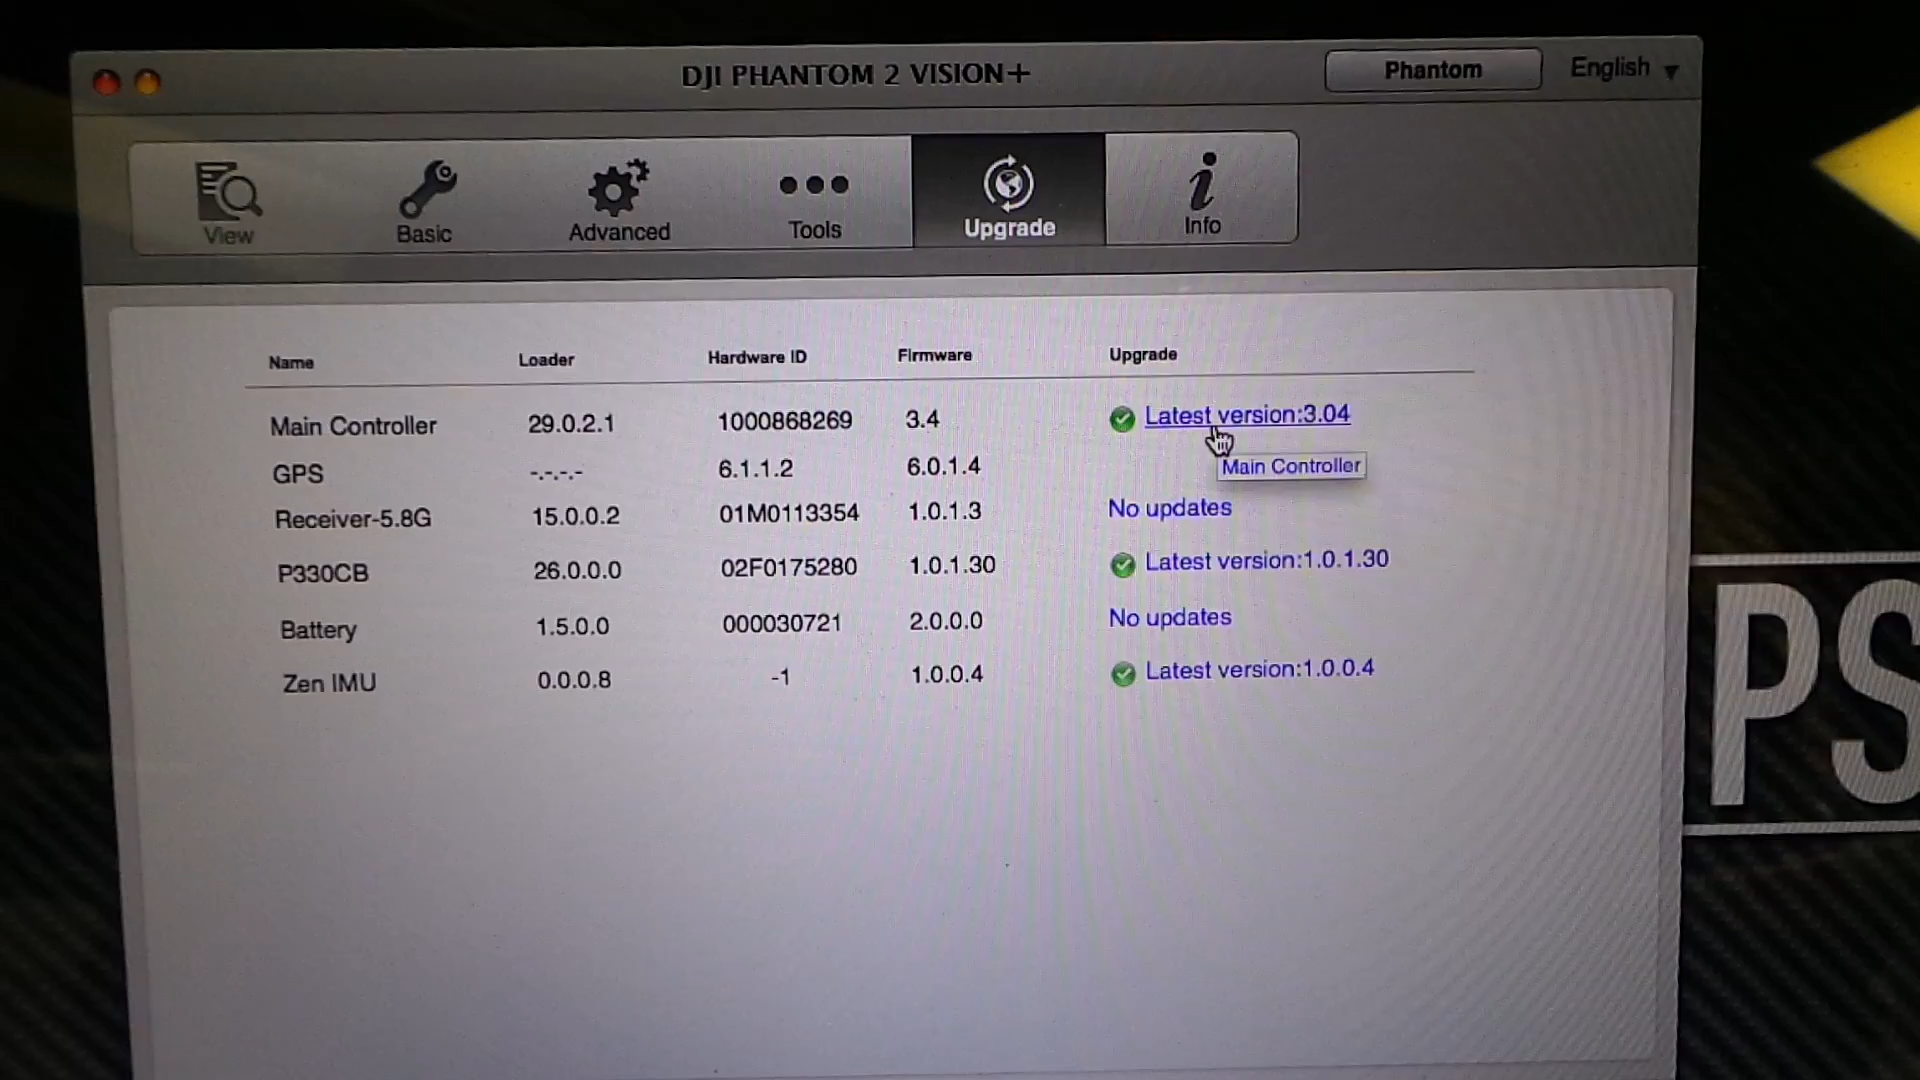 DJI PHANTOM 2 VISION+
Phantom
English
View
Basic
Advanced
Tools
Upgrade
Info
Name Loader Hardware ID Firmware Upgrade
Main Controller 29.0.2.1 1000868269 3.4 Latest version:3.04
Main Controller
GPS -.-.-.- 6.1.1.2 6.0.1.4
Receiver-5.8G 15.0.0.2 01M0113354 1.0.1.3 No updates
P330CB 26.0.0.0 02F0175280 1.0.1.30 Latest version:1.0.1.30
Battery 1.5.0.0 000030721 2.0.0.0 No updates
Zen IMU 0.0.0.8 -1 1.0.0.4 Latest version:1.0.0.4
PS